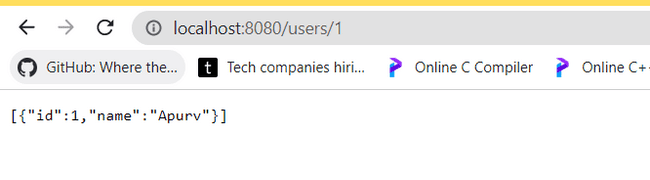 localhost:8080/users/1
GitHub: Where the... t Tech companies hiri... Online C Compiler Online C+
[{"id":1,"name":"Apurv"}]